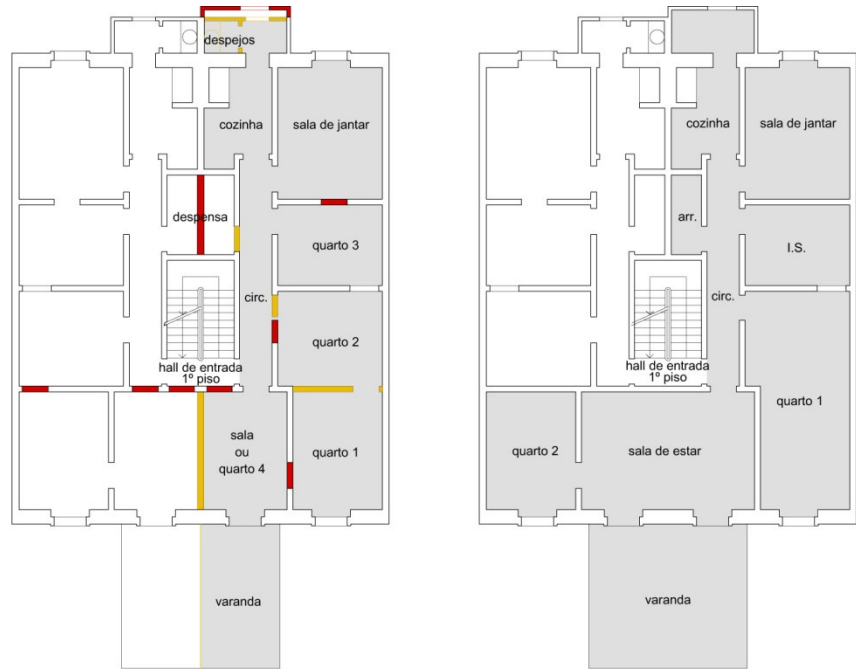 despejos
cozinha
sala de jantar
despensa
quarto 3
circ.
quarto 2
hall de entrada
1º piso
sala
ou
quarto 4
quarto 1
varanda
cozinha
sala de jantar
arr.
I.S.
circ.
hall de entrada
1º piso
quarto 1
quarto 2
sala de estar
varanda